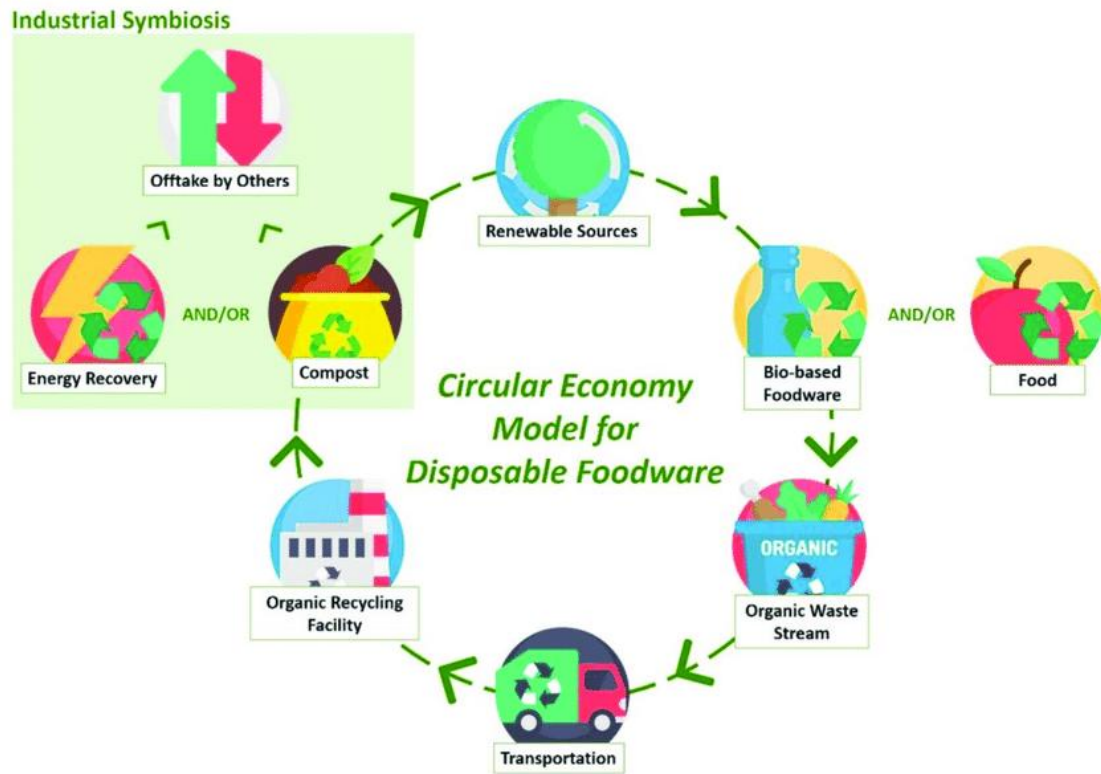 Industrial Symbiosis
Offtake by Others
Renewable Sources
Energy Recovery
AND/OR
Compost
Bio-based
Foodware
AND/OR
Food
Circular Economy
Model for
Disposable Foodware
Organic Recycling
Facility
ORGANIC
Organic Waste
Stream
Transportation